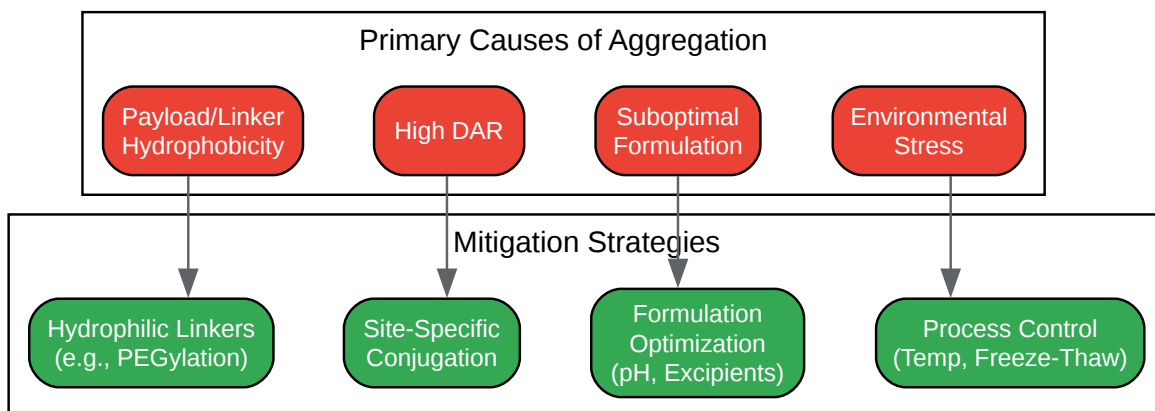 Primary Causes of Aggregation
Payload/Linker
Hydrophobicity
High DAR
Suboptimal
Formulation
Environmental
Stress
Mitigation Strategies
Hydrophilic Linkers
(e.g., PEGylation)
Site-Specific
Conjugation
Formulation
Optimization
(pH, Excipients)
Process Control
(Temp, Freeze-Thaw)